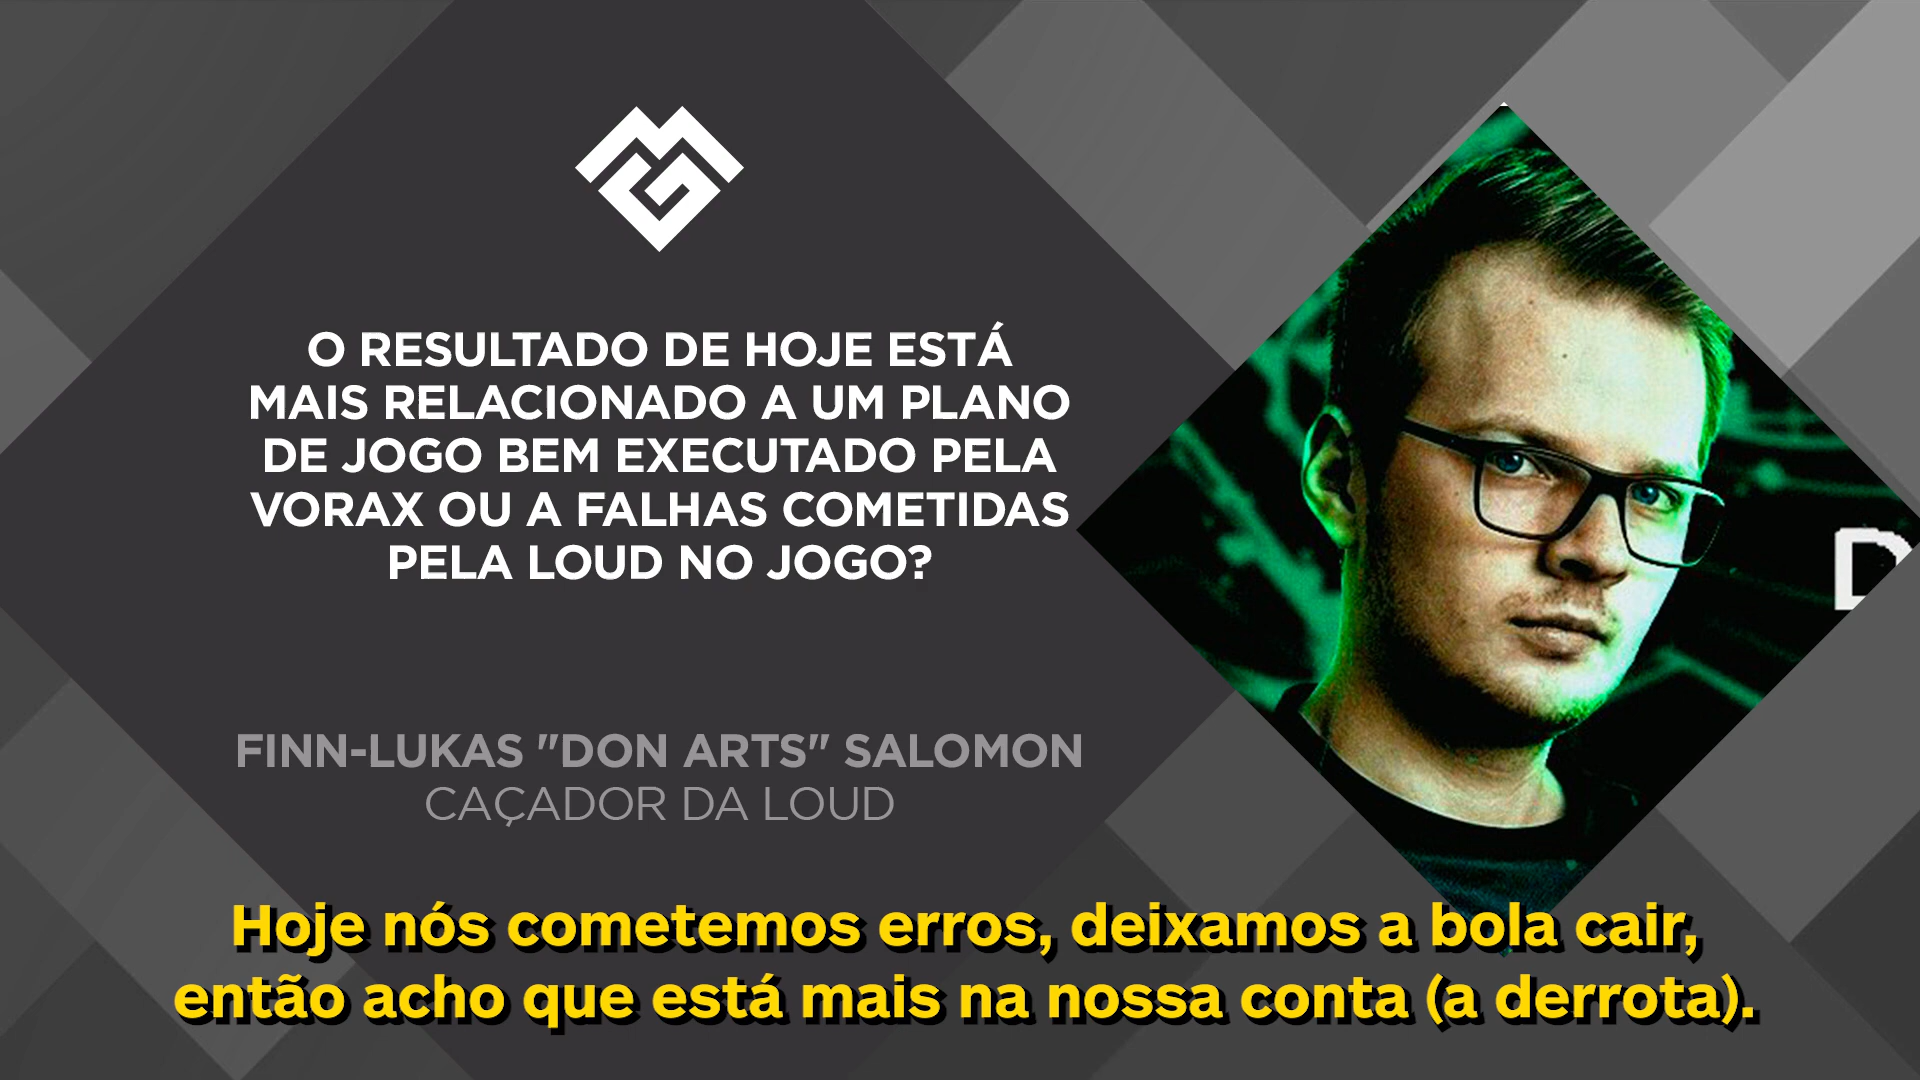 O RESULTADO DE HOJE ESTÁ
MAIS RELACIONADO A UM PLANO
DE JOGO BEM EXECUTADO PELA
VORAX OU A FALHAS COMETIDAS
PELA LOUD NO JOGO?
FINN-LUKAS "DON ARTS" SALOMON
CAÇADOR DA LOUD
D
Hoje nós cometemos erros, deixamos a bola cair,
então acho que está mais na nossa conta (a derrota).